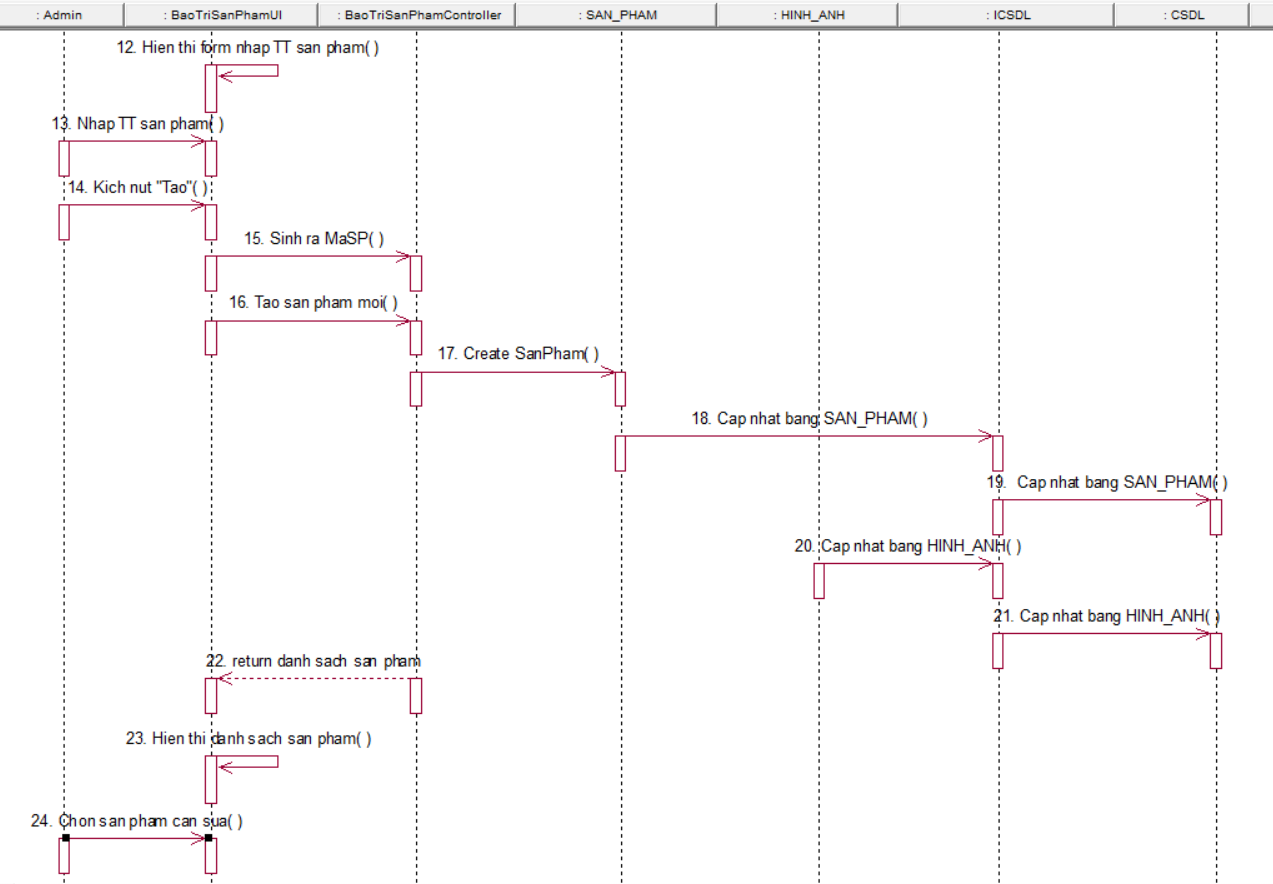 : Admin
: BaoTriSanPhamUI
: BaoTriSanPhamController
: SAN_PHAM
: HINH_ANH
: ICSDL
: CSDL
12. Hien thi form nhap TT san pham( )
13. Nhap TT san pham( )
14. Kich nut "Tao"( )
15. Sinh ra MaSP( )
16. Tao san pham moi( )
17. Create SanPham( )
18. Cap nhat bang SAN_PHAM( )
19. Cap nhat bang SAN_PHAM( )
20. Cap nhat bang HINH_ANH( )
21. Cap nhat bang HINH_ANH( )
22. return danh sach san pham
23. Hien thi danh sach san pham( )
24. Chon san pham can sua( )